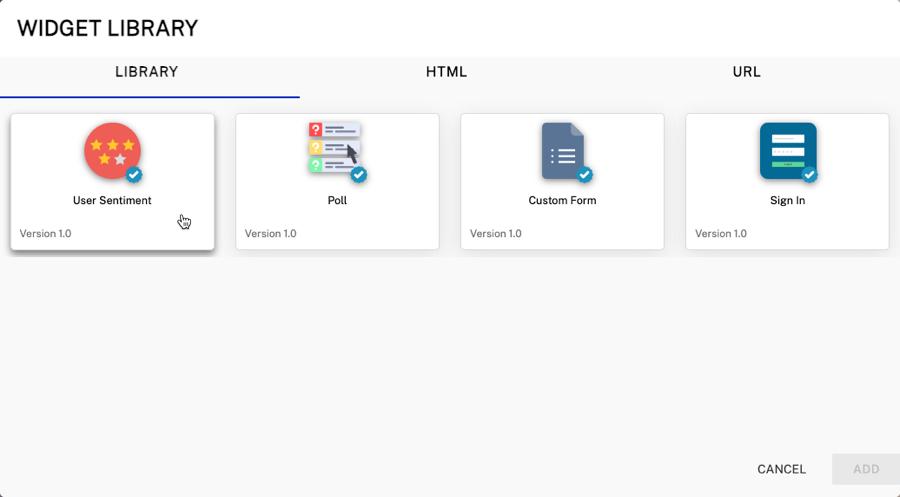 WIDGET LIBRARY
LIBRARY
HTML
URL
User Sentiment
Version 1.0
Poll
Version 1.0
Custom Form
Version 1.0
Sign In
Version 1.0
CANCEL
ADD